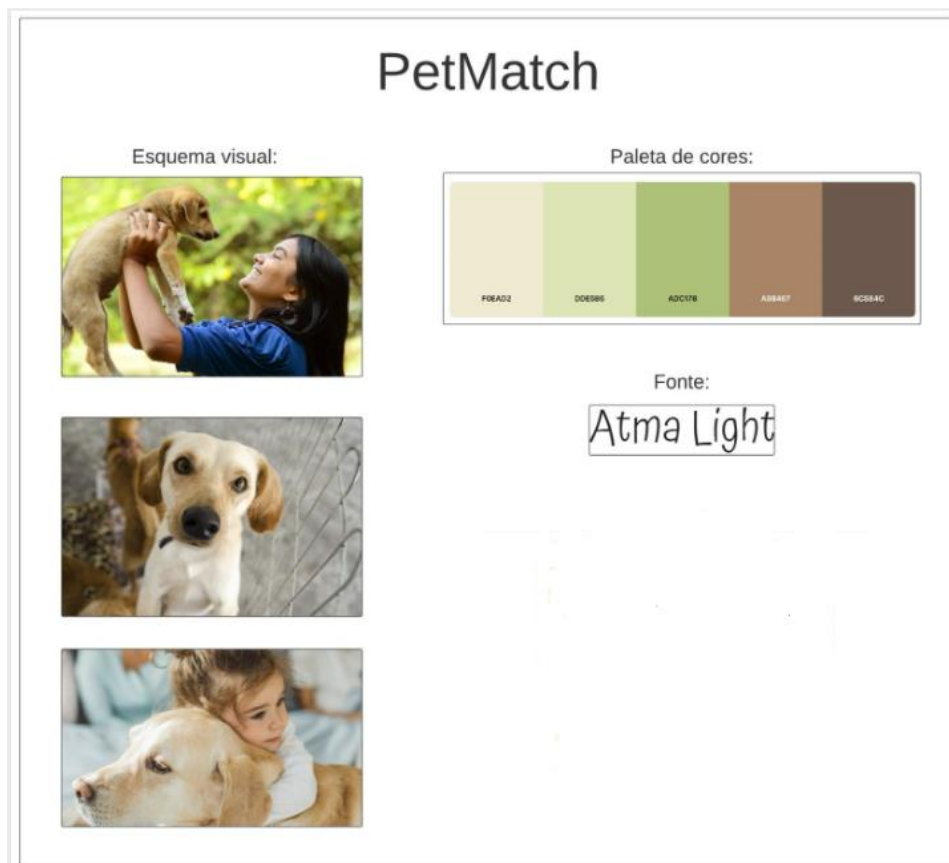 PetMatch
Esquema visual:
Paleta de cores:
F0EAD2
DDE5B6
ADC178
A98467
6C584C
Fonte:
Atma Light